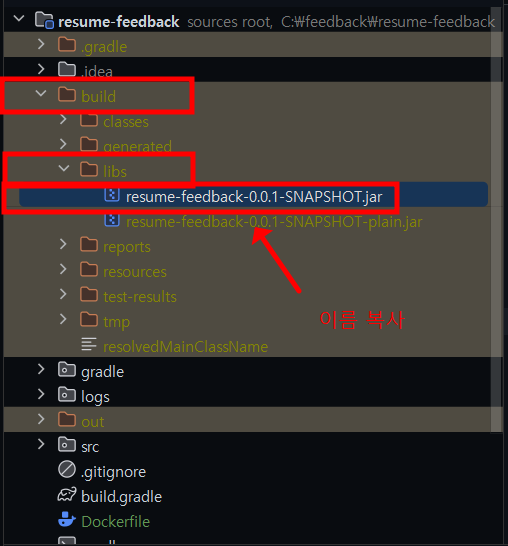 resume-feedback sources root, C:₩feedback₩resume-feedback
.gradle
.idea
build
classes
generated
libs
resume-feedback-0.0.1-SNAPSHOT.jar
resume-feedback-0.0.1-SNAPSHOT-plain.jar
reports
resources
test-results
tmp
이름 복사
resolvedMainClassName
gradle
logs
out
src
.gitignore
build.gradle
Dockerfile